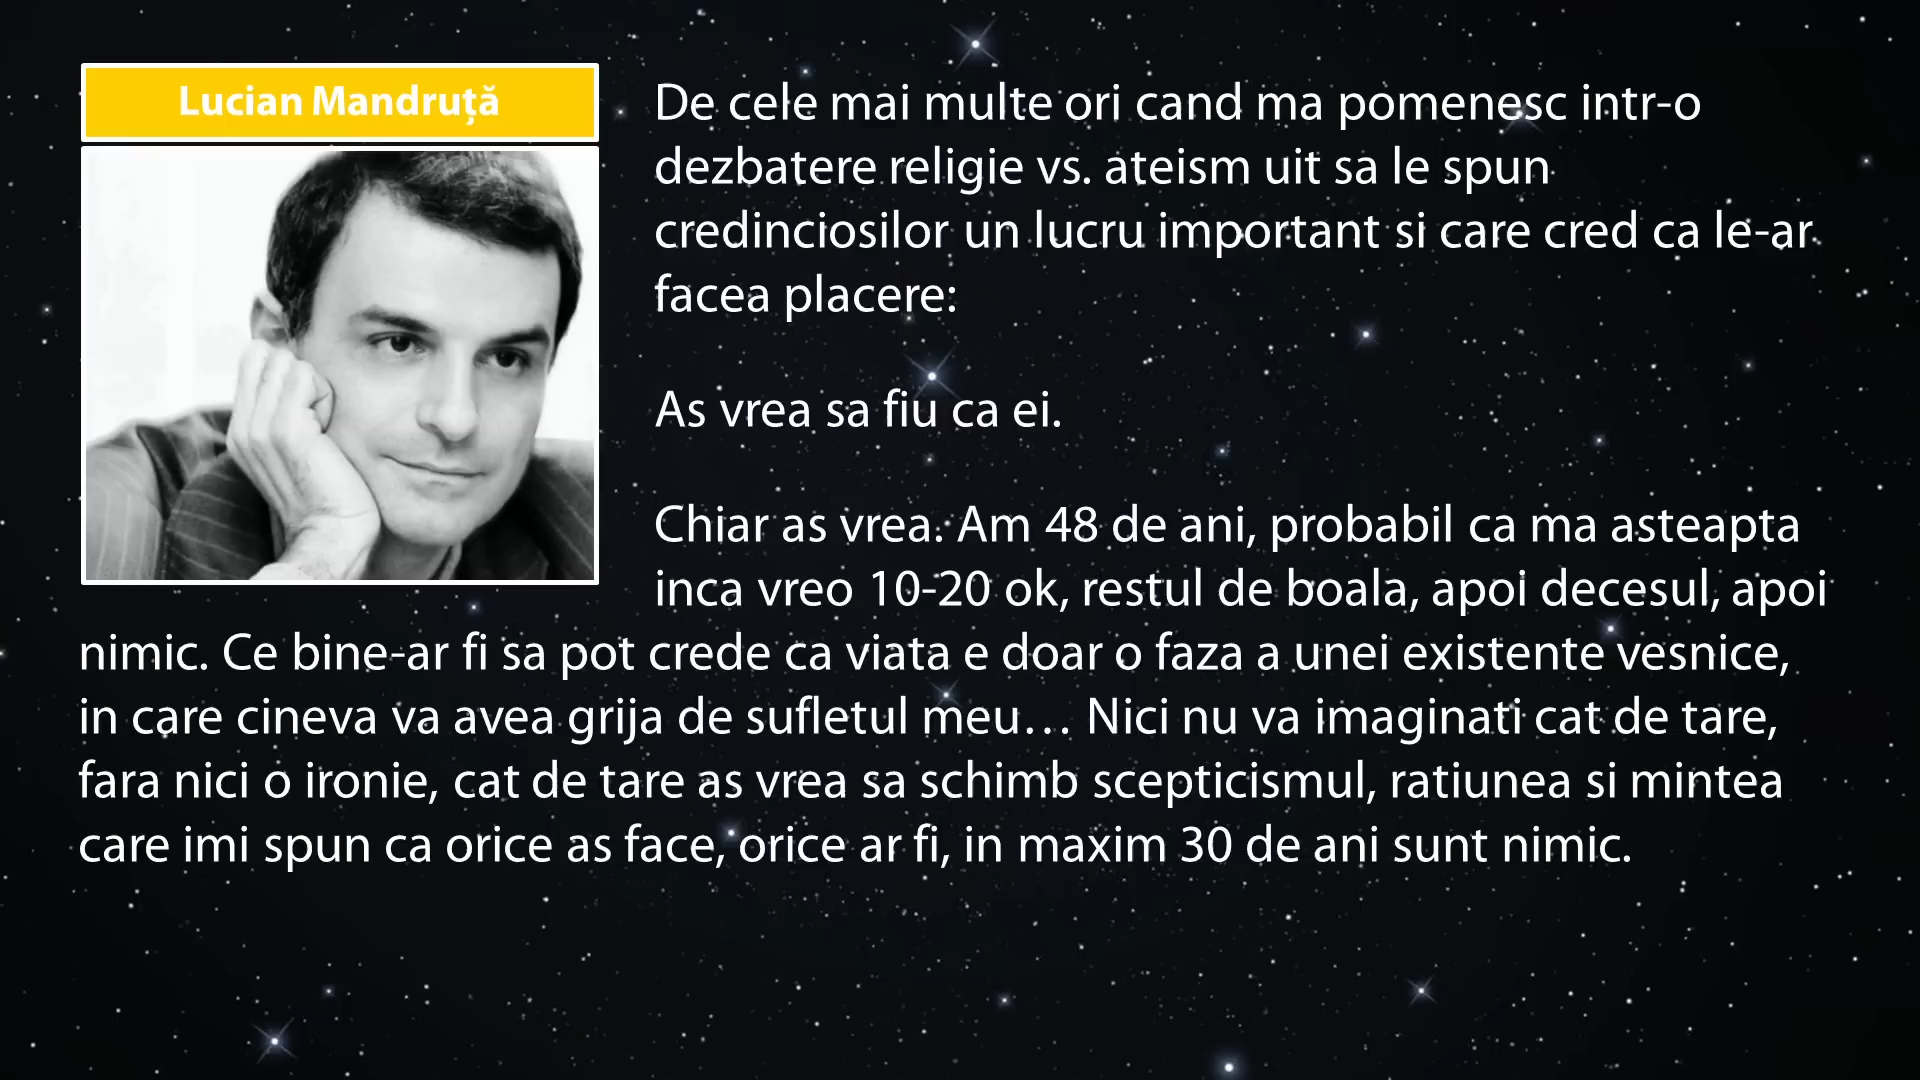 Lucian Mandruță
De cele mai multe ori cand ma pomenesc intr-o
dezbatere religie vs. ateism uit sa le spun
credinciosilor un lucru important si care cred ca le-ar
facea placere:
As vrea sa fiu ca ei.
Chiar as vrea. Am 48 de ani, probabil ca ma asteapta
inca vreo 10-20 ok, restul de boala, apoi decesul, apoi
nimic. Ce bine-ar fi sa pot crede ca viata e doar o faza a unei existente vesnice,
in care cineva va avea grija de sufletul meu… Nici nu va imaginati cat de tare,
fara nici o ironie, cat de tare as vrea sa schimb scepticismul, ratiunea si mintea
care imi spun ca orice as face, orice ar fi, in maxim 30 de ani sunt nimic.